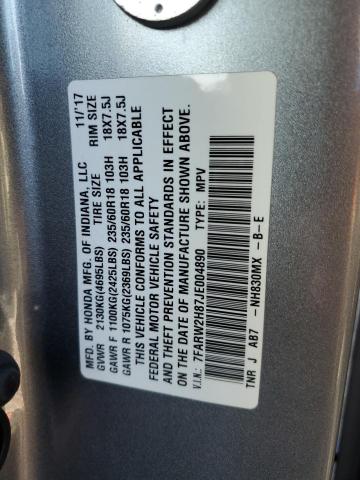 MFD. BY HONDA MFG. OF INDIANA, LLC 11/'17
TIRE SIZE RIM SIZE
GVWR 2130KG(4695LBS)
GAWR F 1100KG(2425LBS) 235/60R18 103H 18X7.5J
GAWR R 1075KG(2369LBS) 235/60R18 103H 18X7.5J
THIS VEHICLE CONFORMS TO ALL APPLICABLE
FEDERAL MOTOR VEHICLE SAFETY
AND THEFT PREVENTION STANDARDS IN EFFECT
ON THE DATE OF MANUFACTURE SHOWN ABOVE.
V.I.N.: 7FARW2H87JE004890 TYPE: MPV
TNR J AB7 -NH830MX -B-E